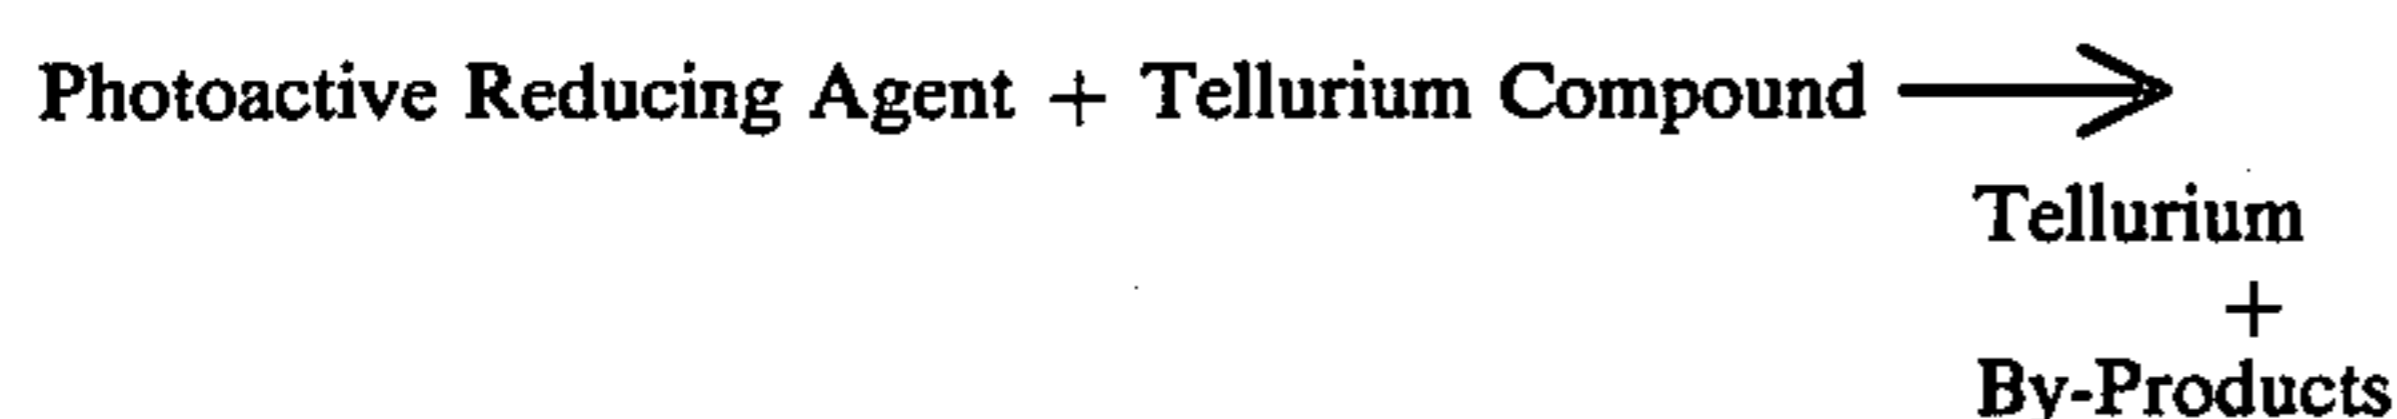 Photoactive Reducing Agent + Tellurium Compound ⟶
Tellurium
+
By-Products